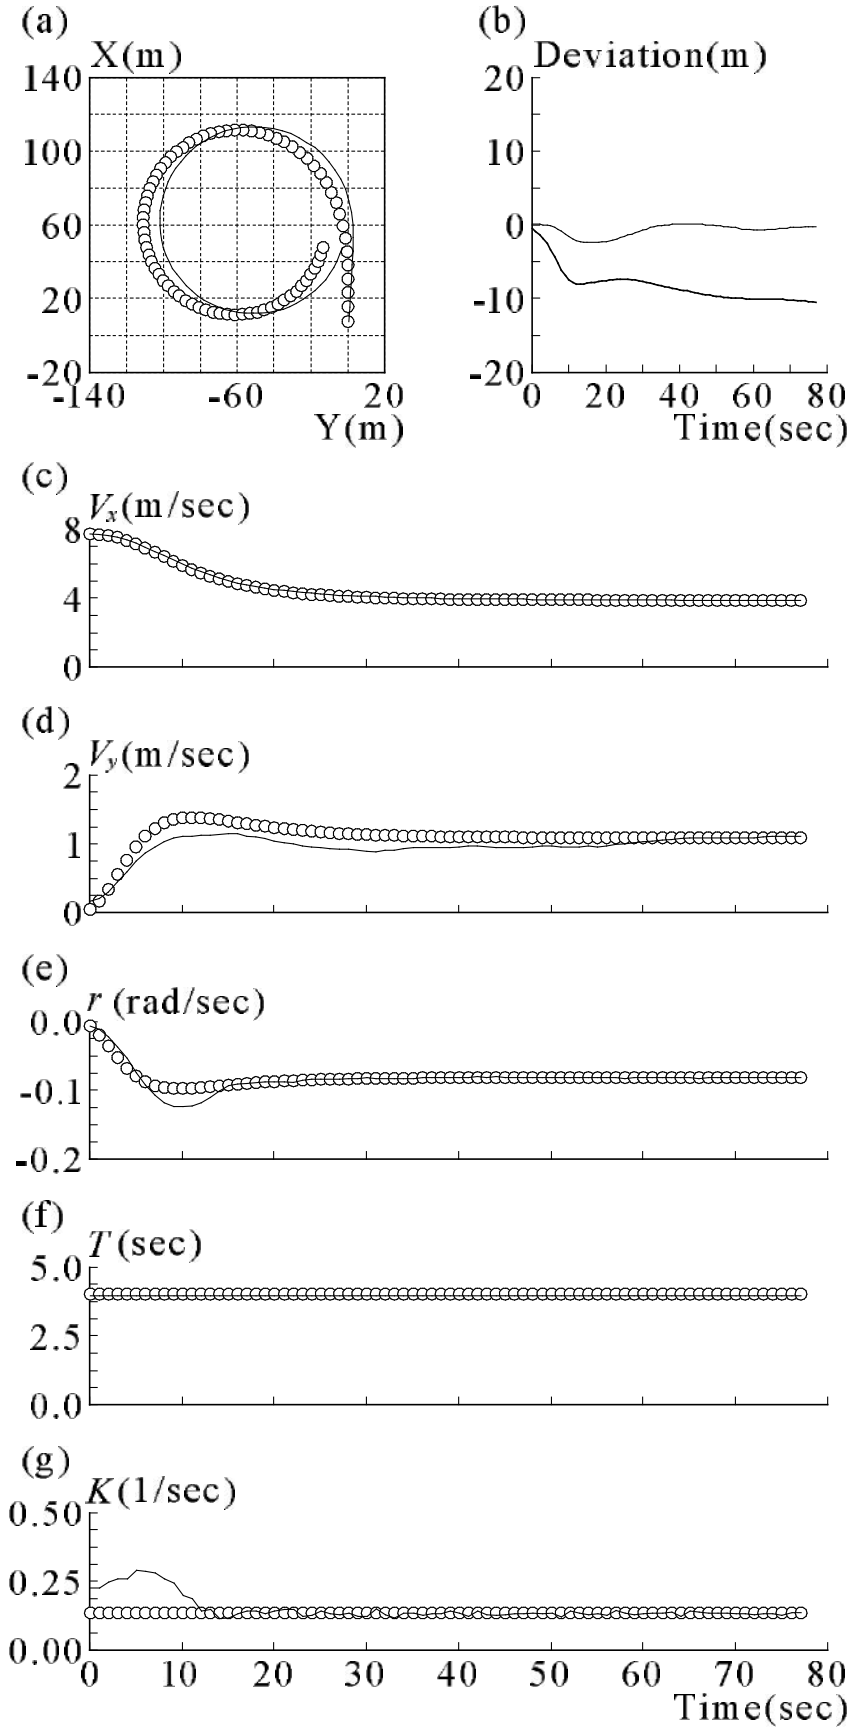 (a) (b)
X(m) Deviation(m)
140 20
100 10
60 0
20 -10
-20 -20
-140 -60 20 0 20 40 60 80
Y(m) Time(sec)
(c)
Vx(m/sec)
8
4
0
(d)
Vy(m/sec)
2
1
0
(e)
r (rad/sec)
0.0
-0.1
-0.2
(f)
T (sec)
5.0
2.5
0.0
(g)
K(1/sec)
0.50
0.25
0.00
0 10 20 30 40 50 60 70 80
Time(sec)